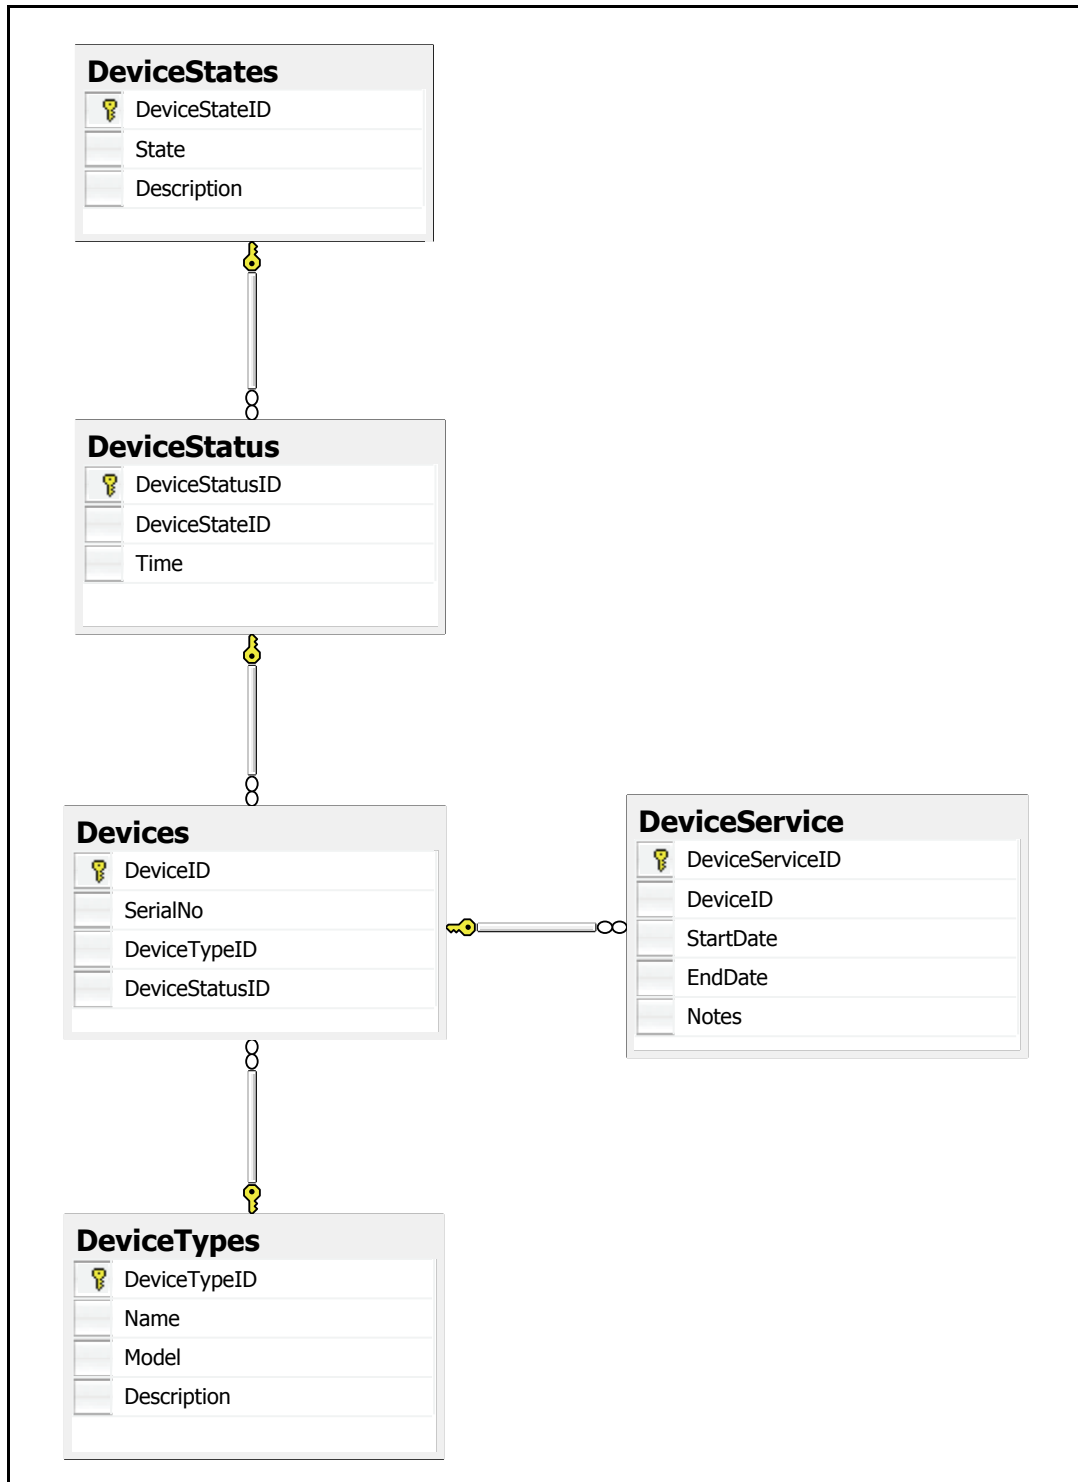 DeviceStates
DeviceStateID
State
Description
DeviceStatus
DeviceStatusID
DeviceStateID
Time
Devices
DeviceID
SerialNo
DeviceTypeID
DeviceStatusID
DeviceService
DeviceServiceID
DeviceID
StartDate
EndDate
Notes
DeviceTypes
DeviceTypeID
Name
Model
Description